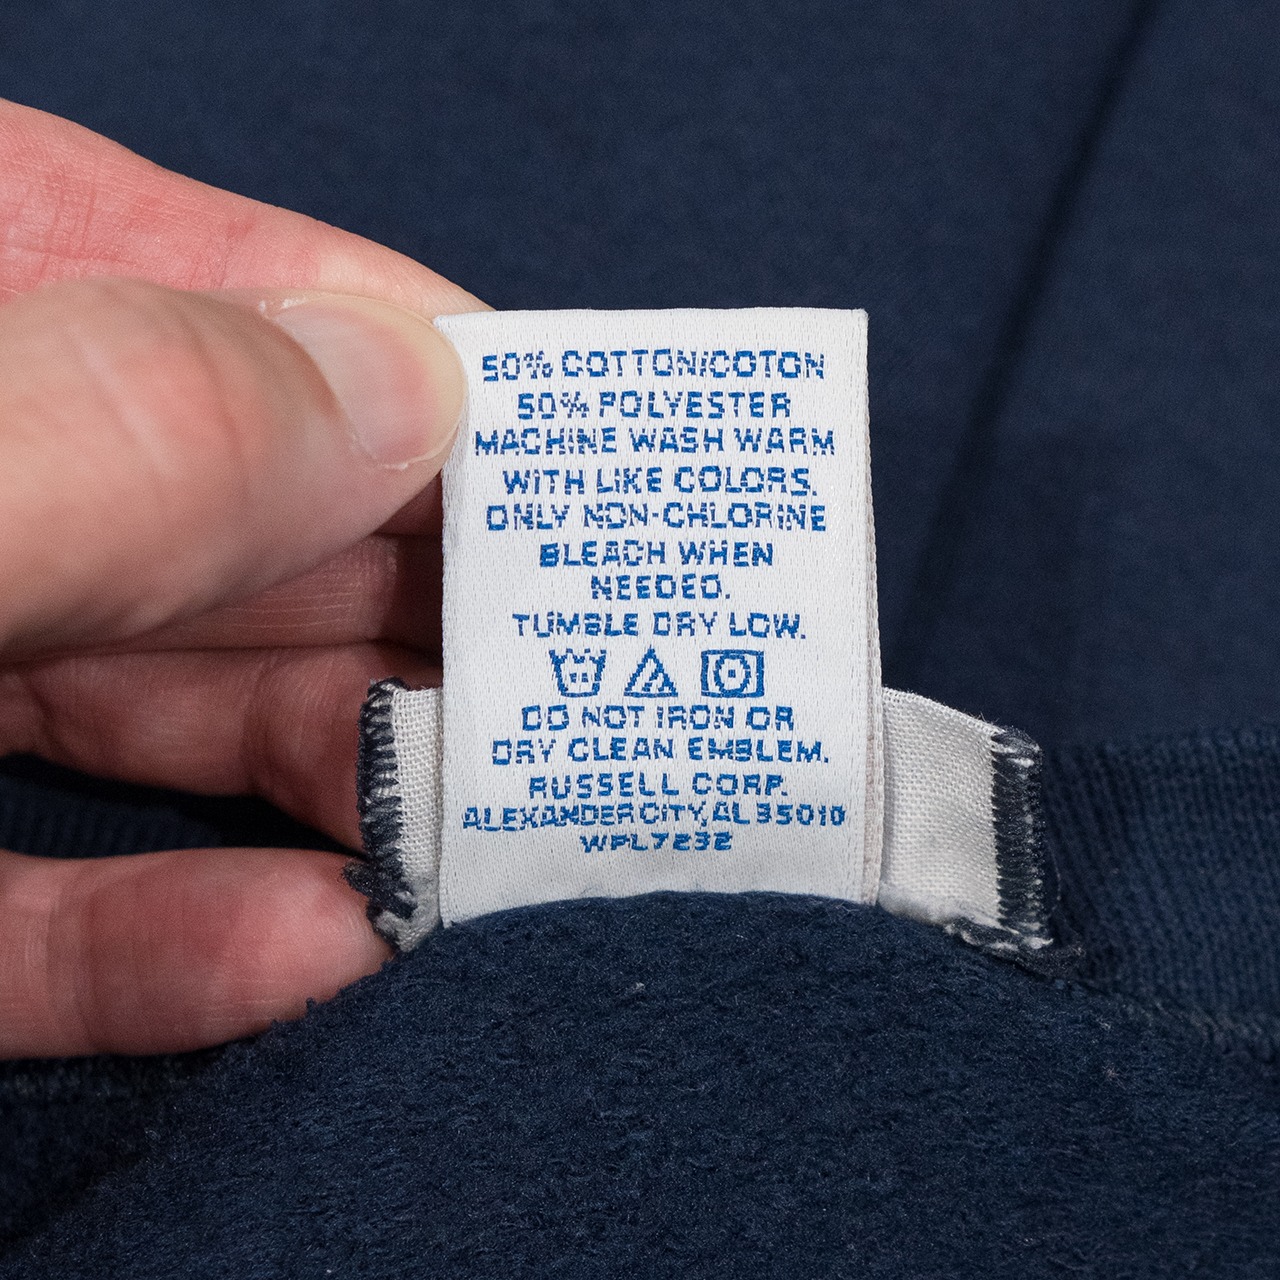 50% COTTON/COTON
50% POLYESTER
MACHINE WASH WARM
WITH LIKE COLORS.
ONLY NON-CHLORINE
BLEACH WHEN
NEEDED.
TUMBLE DRY LOW.
DO NOT IRON OR
DRY CLEAN EMBLEM.
RUSSELL CORP.
ALEXANDER CITY, AL 35010
WPL7232